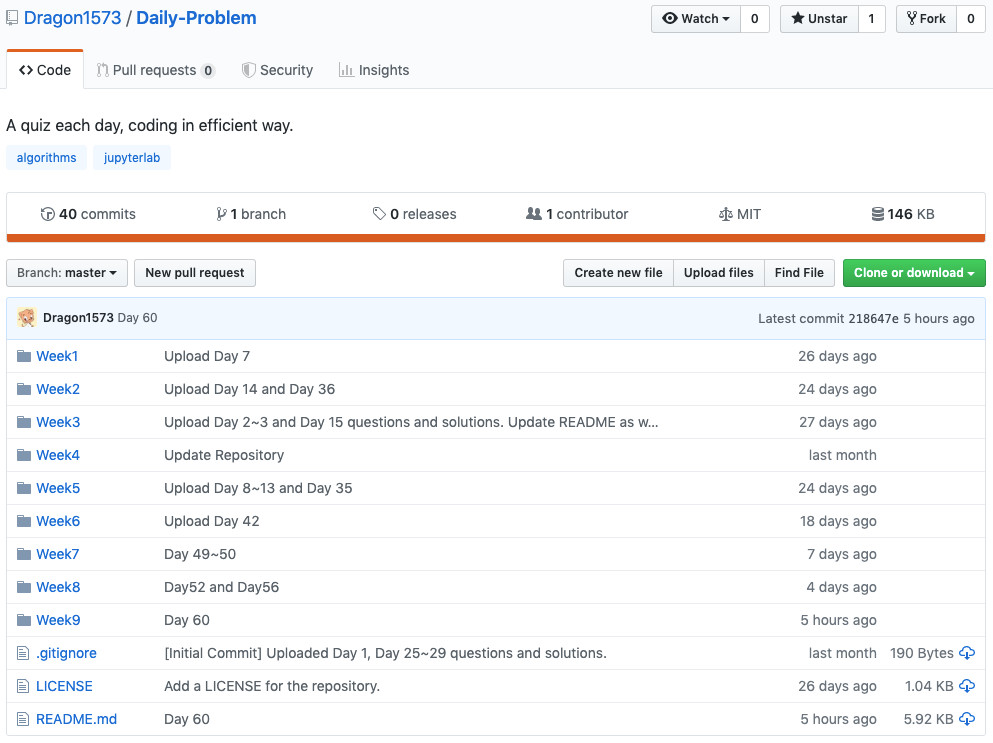 Dragon1573 / Daily-Problem Watch 0 Unstar 1 Fork 0
Code Pull requests 0 Security Insights
A quiz each day, coding in efficient way.
algorithms jupyterlab
40 commits 1 branch 0 releases 1 contributor MIT 146 KB
Branch: master New pull request Create new file Upload files Find File Clone or download
Dragon1573 Day 60 Latest commit 218647e 5 hours ago
Week1 Upload Day 7 26 days ago
Week2 Upload Day 14 and Day 36 24 days ago
Week3 Upload Day 2~3 and Day 15 questions and solutions. Update README as w... 27 days ago
Week4 Update Repository last month
Week5 Upload Day 8~13 and Day 35 24 days ago
Week6 Upload Day 42 18 days ago
Week7 Day 49~50 7 days ago
Week8 Day52 and Day56 4 days ago
Week9 Day 60 5 hours ago
.gitignore [Initial Commit] Uploaded Day 1, Day 25~29 questions and solutions. last month 190 Bytes
LICENSE Add a LICENSE for the repository. 26 days ago 1.04 KB
README.md Day 60 5 hours ago 5.92 KB